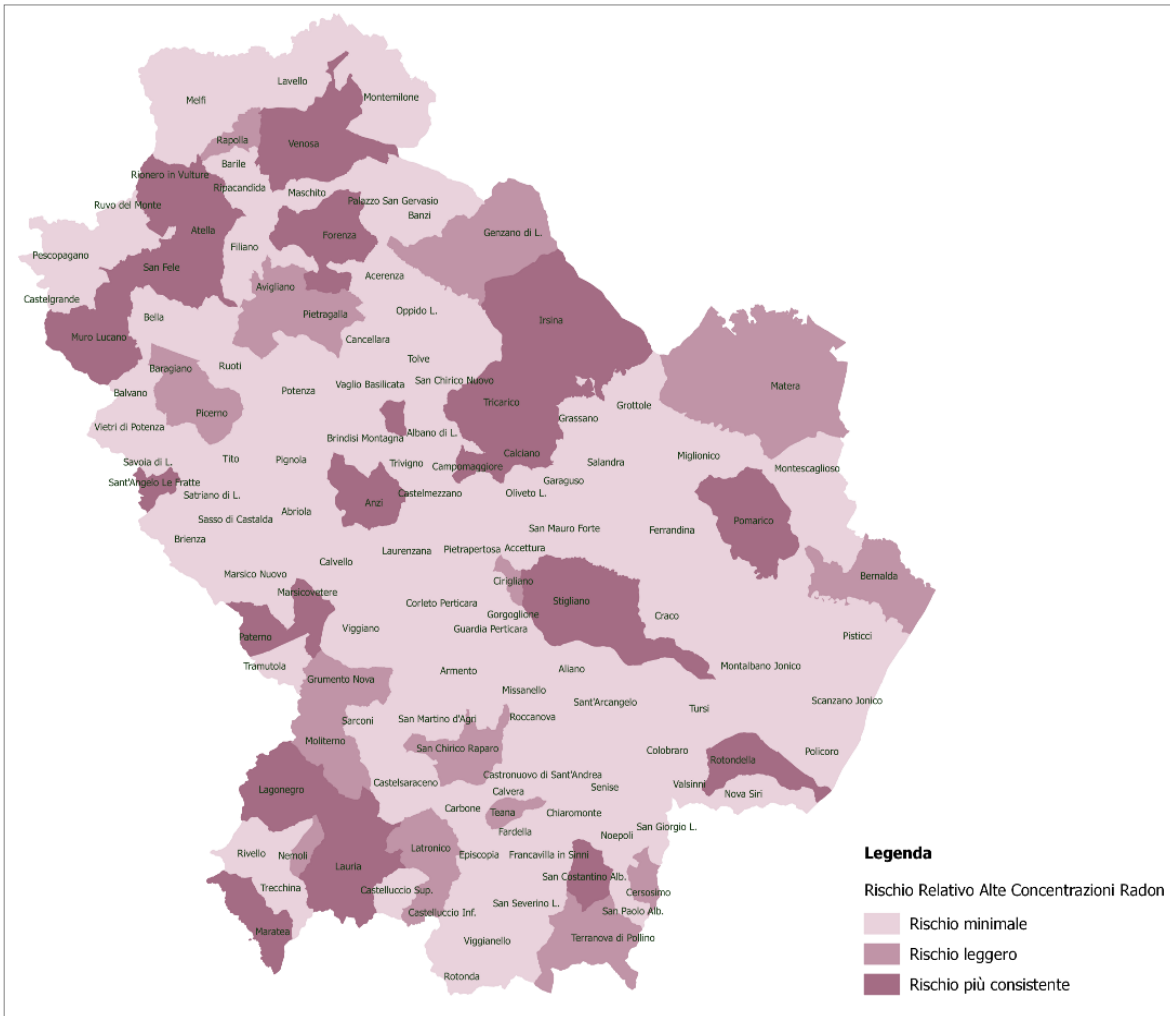 Lavello
Melfi
Montemilone
Rapolla
Venosa
Barile
Rionero in Vulture
Ripacandida
Maschito
Palazzo San Gervasio
Ruvo del Monte
Banzi
Atella
Forenza
Genzano di L.
Filiano
Pescopagano
San Fele
Acerenza
Avigliano
Castelgrande
Pietragalla
Oppido L.
Bella
Irsina
Muro Lucano
Cancellara
Tolve
Ruoti
Baragiano
San Chirico Nuovo
Vaglio Basilicata
Matera
Potenza
Balvano
Tricarico
Grottole
Picerno
Grassano
Vietri di Potenza
Albano di L.
Brindisi Montagna
Calciano
Miglionico
Tito
Pignola
Savoia di L.
Trivigno
Campomaggiore
Salandra
Montescaglioso
Sant'Angelo Le Fratte
Garaguso
Satriano di L.
Castelmezzano
Oliveto L.
Anzi
Abriola
Sasso di Castalda
Pomarico
San Mauro Forte
Ferrandina
Brienza
Laurenzana
Pietrapertosa
Accettura
Calvello
Marsico Nuovo
Bernalda
Cirigliano
Marsicovetere
Corleto Perticara
Stigliano
Gorgoglione
Craco
Viggiano
Guardia Perticara
Paterno
Pisticci
Tramutola
Montalbano Jonico
Armento
Aliano
Grumento Nova
Missanello
Sant'Arcangelo
Scanzano Jonico
Tursi
Sarconi
San Martino d'Agri
Roccanova
Moliterno
San Chirico Raparo
Colobraro
Policoro
Rotondella
Castronuovo di Sant'Andrea
Castelsaraceno
Valsinni
Lagonegro
Senise
Calvera
Nova Siri
Carbone
Teana
Chiaromonte
Fardella
San Giorgio L.
Noepoli
Latronico
Rivello
Nemoli
Episcopia
Francavilla in Sinni
Lauria
San Costantino Alb.
Trecchina
Castelluccio Sup.
Cersosimo
San Severino L.
Castelluccio Inf.
San Paolo Alb.
Maratea
Terranova di Pollino
Viggianello
Rotonda
Legenda
Rischio Relativo Alte Concentrazioni Radon
Rischio minimale
Rischio leggero
Rischio più consistente